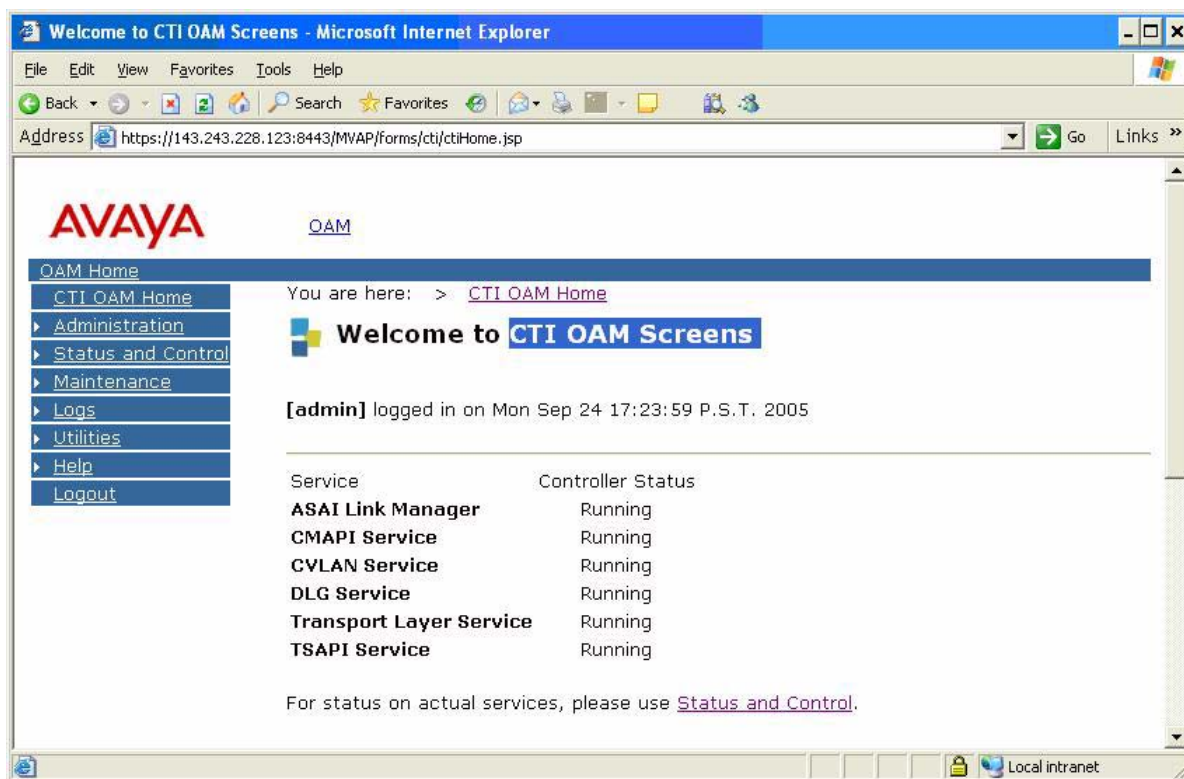 Welcome to CTI OAM Screens - Microsoft Internet Explorer
File Edit View Favorites Tools Help
Back Search Favorites
Address https://143.243.228.123:8443/MVAP/forms/cti/ctiHome.jsp Go Links »
AVAYA OAM
OAM Home
CTI OAM Home
Administration
Status and Control
Maintenance
Logs
Utilities
Help
Logout
You are here: > CTI OAM Home
Welcome to CTI OAM Screens
[admin] logged in on Mon Sep 24 17:23:59 P.S.T. 2005
Service Controller Status
ASAI Link Manager Running
CMAPI Service Running
CVLAN Service Running
DLG Service Running
Transport Layer Service Running
TSAPI Service Running
For status on actual services, please use Status and Control.
Local intranet